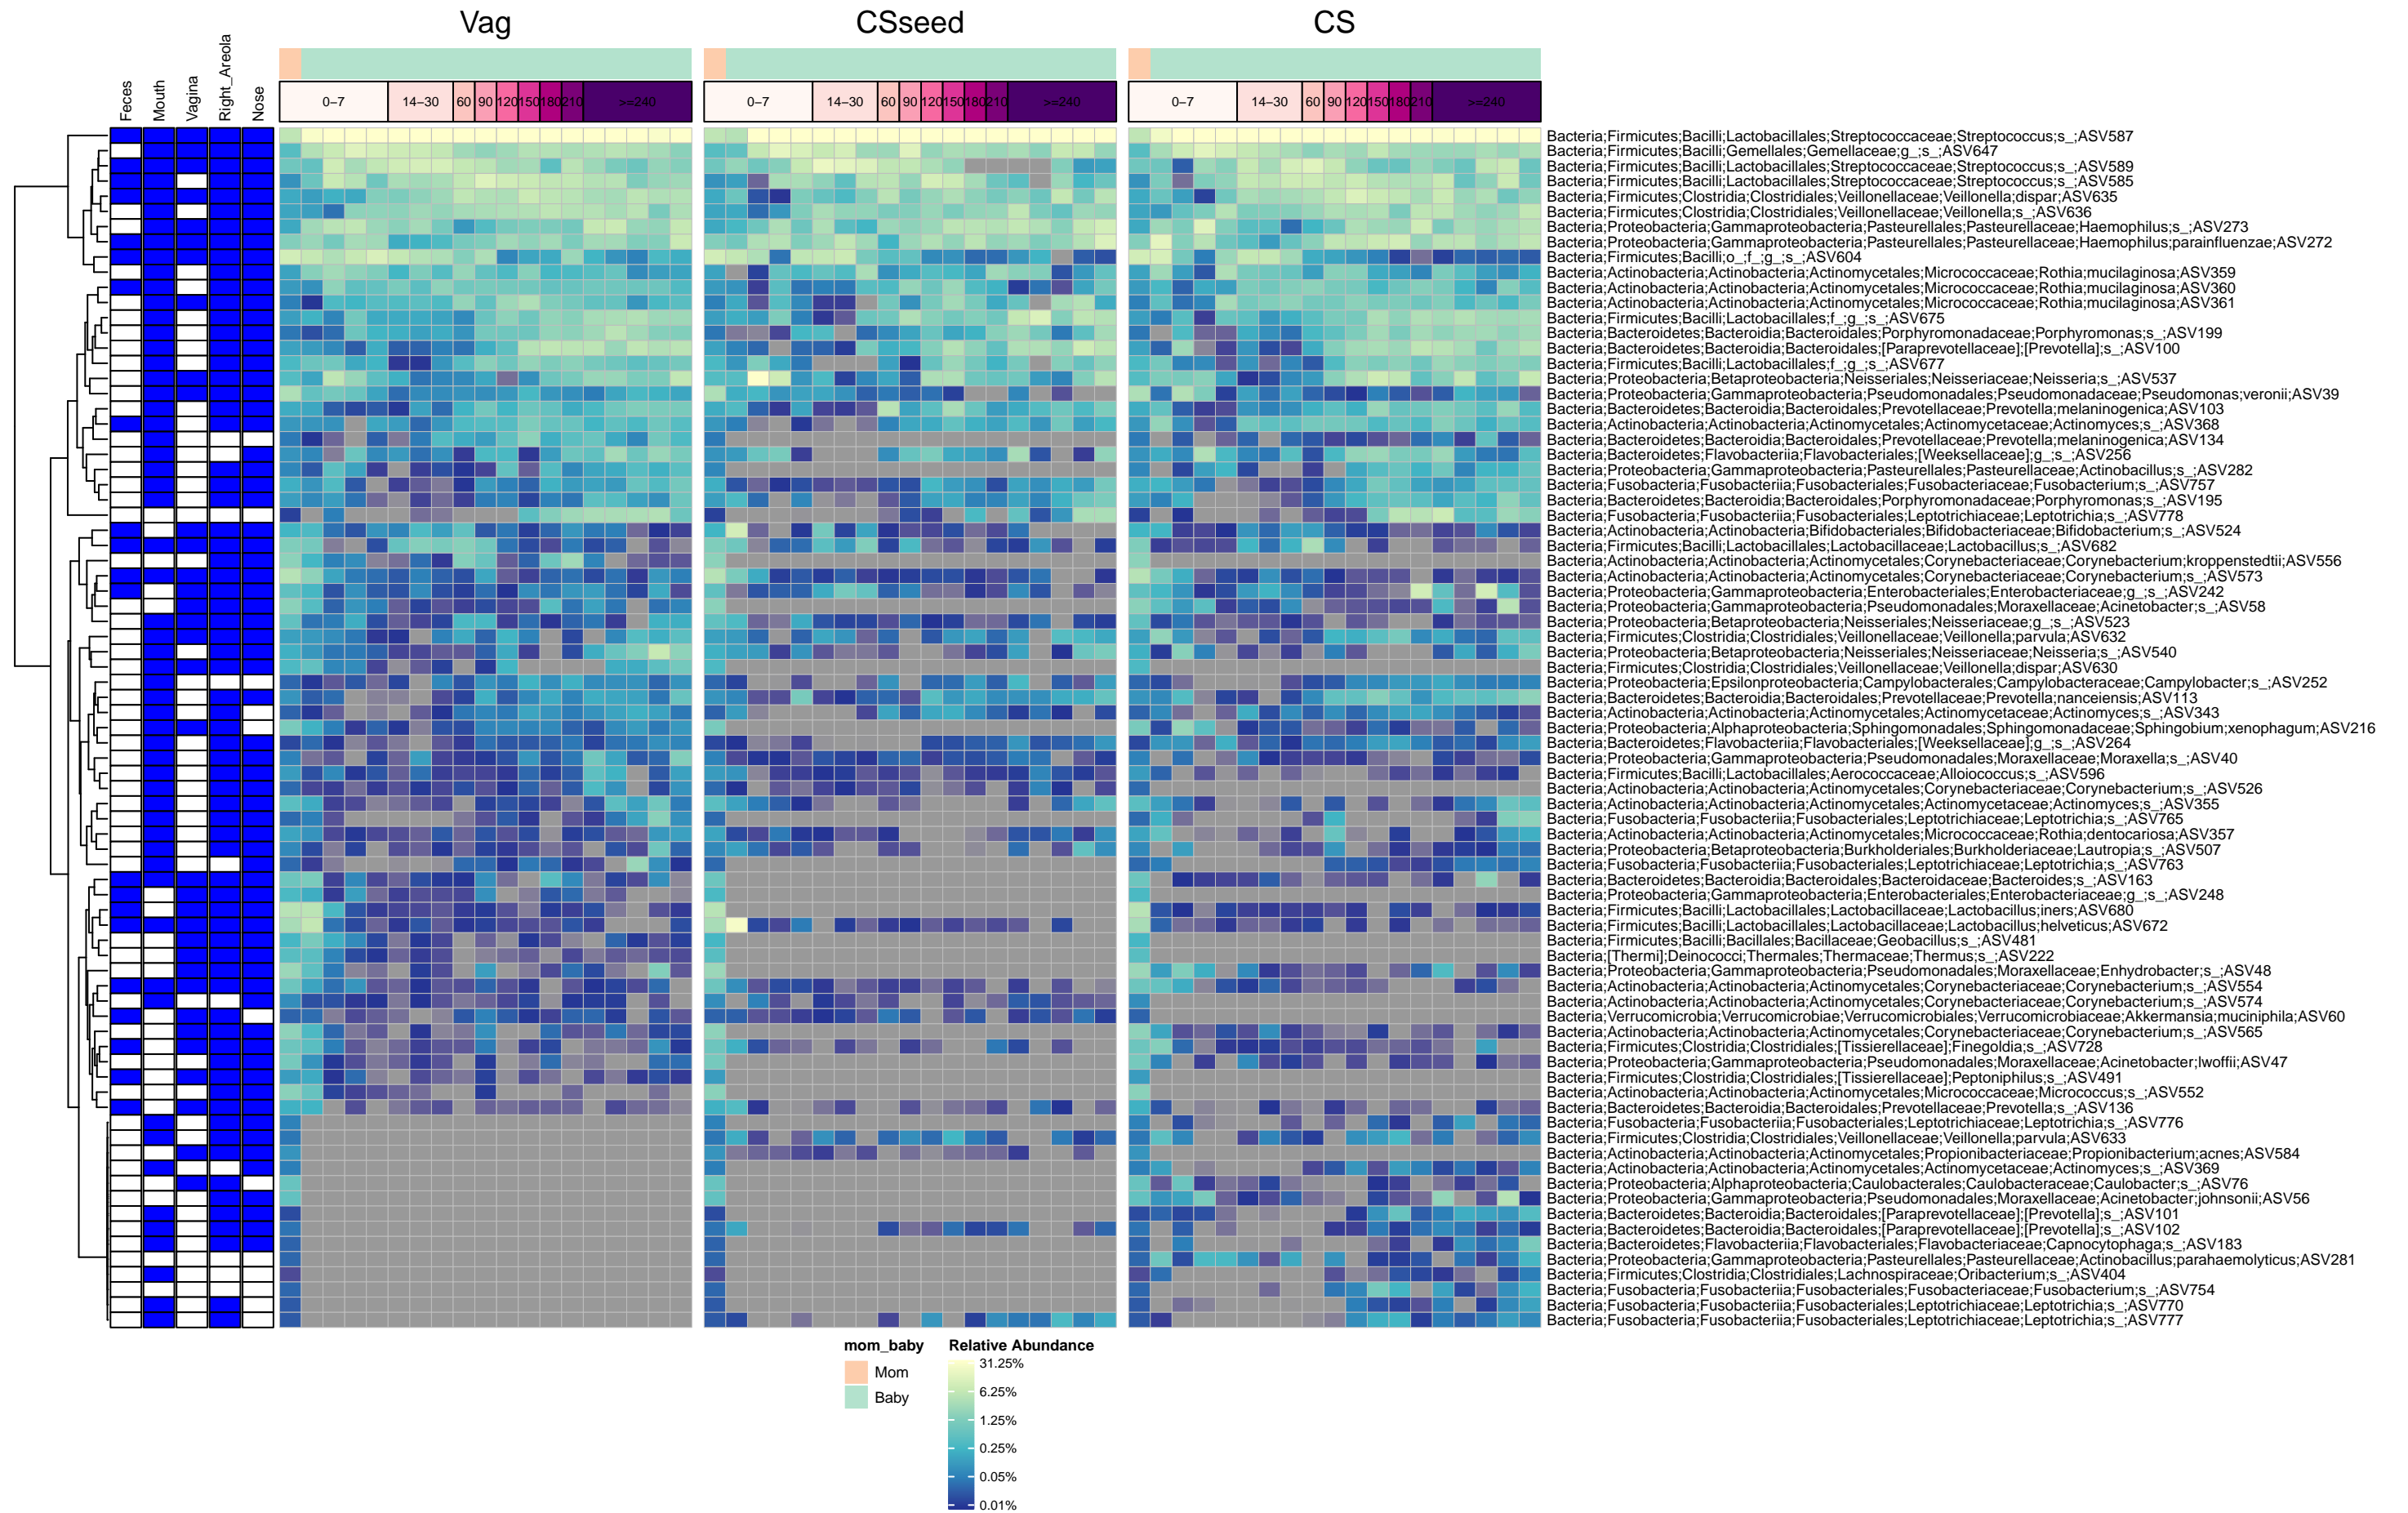 Vag CSseed CS
Feces Mouth Vagina Right_Areola Nose
0–7 14–30 60 90 120 150 180 210 >=240
0–7 14–30 60 90 120 150 180 210 >=240
0–7 14–30 60 90 120 150 180 210 >=240
Bacteria;Firmicutes;Bacilli;Lactobacillales;Streptococcaceae;Streptococcus;s_;ASV587
Bacteria;Firmicutes;Bacilli;Gemellales;Gemellaceae;g_;s_;ASV647
Bacteria;Firmicutes;Bacilli;Lactobacillales;Streptococcaceae;Streptococcus;s_;ASV589
Bacteria;Firmicutes;Bacilli;Lactobacillales;Streptococcaceae;Streptococcus;s_;ASV585
Bacteria;Firmicutes;Clostridia;Clostridiales;Veillonellaceae;Veillonella;dispar;ASV635
Bacteria;Firmicutes;Clostridia;Clostridiales;Veillonellaceae;Veillonella;s_;ASV636
Bacteria;Proteobacteria;Gammaproteobacteria;Pasteurellales;Pasteurellaceae;Haemophilus;s_;ASV273
Bacteria;Proteobacteria;Gammaproteobacteria;Pasteurellales;Pasteurellaceae;Haemophilus;parainfluenzae;ASV272
Bacteria;Firmicutes;Bacilli;o_;f_;g_;s_;ASV604
Bacteria;Actinobacteria;Actinobacteria;Actinomycetales;Micrococcaceae;Rothia;mucilaginosa;ASV359
Bacteria;Actinobacteria;Actinobacteria;Actinomycetales;Micrococcaceae;Rothia;mucilaginosa;ASV360
Bacteria;Actinobacteria;Actinobacteria;Actinomycetales;Micrococcaceae;Rothia;mucilaginosa;ASV361
Bacteria;Firmicutes;Bacilli;Lactobacillales;f_;g_;s_;ASV675
Bacteria;Bacteroidetes;Bacteroidia;Bacteroidales;Porphyromonadaceae;Porphyromonas;s_;ASV199
Bacteria;Bacteroidetes;Bacteroidia;Bacteroidales;[Paraprevotellaceae];[Prevotella];s_;ASV100
Bacteria;Firmicutes;Bacilli;Lactobacillales;f_;g_;s_;ASV677
Bacteria;Proteobacteria;Betaproteobacteria;Neisseriales;Neisseriaceae;Neisseria;s_;ASV537
Bacteria;Proteobacteria;Gammaproteobacteria;Pseudomonadales;Pseudomonadaceae;Pseudomonas;veronii;ASV39
Bacteria;Bacteroidetes;Bacteroidia;Bacteroidales;Prevotellaceae;Prevotella;melaninogenica;ASV103
Bacteria;Actinobacteria;Actinobacteria;Actinomycetales;Actinomycetaceae;Actinomyces;s_;ASV368
Bacteria;Bacteroidetes;Bacteroidia;Bacteroidales;Prevotellaceae;Prevotella;melaninogenica;ASV134
Bacteria;Bacteroidetes;Flavobacteriia;Flavobacteriales;[Weeksellaceae];g_;s_;ASV256
Bacteria;Proteobacteria;Gammaproteobacteria;Pasteurellales;Pasteurellaceae;Actinobacillus;s_;ASV282
Bacteria;Fusobacteria;Fusobacteriia;Fusobacteriales;Fusobacteriaceae;Fusobacterium;s_;ASV757
Bacteria;Bacteroidetes;Bacteroidia;Bacteroidales;Porphyromonadaceae;Porphyromonas;s_;ASV195
Bacteria;Fusobacteria;Fusobacteriia;Fusobacteriales;Leptotrichiaceae;Leptotrichia;s_;ASV778
Bacteria;Actinobacteria;Actinobacteria;Bifidobacteriales;Bifidobacteriaceae;Bifidobacterium;s_;ASV524
Bacteria;Firmicutes;Bacilli;Lactobacillales;Lactobacillaceae;Lactobacillus;s_;ASV682
Bacteria;Actinobacteria;Actinobacteria;Actinomycetales;Corynebacteriaceae;Corynebacterium;kroppenstedtii;ASV556
Bacteria;Actinobacteria;Actinobacteria;Actinomycetales;Corynebacteriaceae;Corynebacterium;s_;ASV573
Bacteria;Proteobacteria;Gammaproteobacteria;Enterobacteriales;Enterobacteriaceae;g_;s_;ASV242
Bacteria;Proteobacteria;Gammaproteobacteria;Pseudomonadales;Moraxellaceae;Acinetobacter;s_;ASV58
Bacteria;Proteobacteria;Betaproteobacteria;Neisseriales;Neisseriaceae;g_;s_;ASV523
Bacteria;Firmicutes;Clostridia;Clostridiales;Veillonellaceae;Veillonella;parvula;ASV632
Bacteria;Proteobacteria;Betaproteobacteria;Neisseriales;Neisseriaceae;Neisseria;s_;ASV540
Bacteria;Firmicutes;Clostridia;Clostridiales;Veillonellaceae;Veillonella;dispar;ASV630
Bacteria;Proteobacteria;Epsilonproteobacteria;Campylobacterales;Campylobacteraceae;Campylobacter;s_;ASV252
Bacteria;Bacteroidetes;Bacteroidia;Bacteroidales;Prevotellaceae;Prevotella;nanceiensis;ASV113
Bacteria;Actinobacteria;Actinobacteria;Actinomycetales;Actinomycetaceae;Actinomyces;s_;ASV343
Bacteria;Proteobacteria;Alphaproteobacteria;Sphingomonadales;Sphingomonadaceae;Sphingobium;xenophagum;ASV216
Bacteria;Bacteroidetes;Flavobacteriia;Flavobacteriales;[Weeksellaceae];g_;s_;ASV264
Bacteria;Proteobacteria;Gammaproteobacteria;Pseudomonadales;Moraxellaceae;Moraxella;s_;ASV40
Bacteria;Firmicutes;Bacilli;Lactobacillales;Aerococcaceae;Alloiococcus;s_;ASV596
Bacteria;Actinobacteria;Actinobacteria;Actinomycetales;Corynebacteriaceae;Corynebacterium;s_;ASV526
Bacteria;Actinobacteria;Actinobacteria;Actinomycetales;Actinomycetaceae;Actinomyces;s_;ASV355
Bacteria;Fusobacteria;Fusobacteriia;Fusobacteriales;Leptotrichiaceae;Leptotrichia;s_;ASV765
Bacteria;Actinobacteria;Actinobacteria;Actinomycetales;Micrococcaceae;Rothia;dentocariosa;ASV357
Bacteria;Proteobacteria;Betaproteobacteria;Burkholderiales;Burkholderiaceae;Lautropia;s_;ASV507
Bacteria;Fusobacteria;Fusobacteriia;Fusobacteriales;Leptotrichiaceae;Leptotrichia;s_;ASV763
Bacteria;Bacteroidetes;Bacteroidia;Bacteroidales;Bacteroidaceae;Bacteroides;s_;ASV163
Bacteria;Proteobacteria;Gammaproteobacteria;Enterobacteriales;Enterobacteriaceae;g_;s_;ASV248
Bacteria;Firmicutes;Bacilli;Lactobacillales;Lactobacillaceae;Lactobacillus;iners;ASV680
Bacteria;Firmicutes;Bacilli;Lactobacillales;Lactobacillaceae;Lactobacillus;helveticus;ASV672
Bacteria;Firmicutes;Bacilli;Bacillales;Bacillaceae;Geobacillus;s_;ASV481
Bacteria;[Thermi];Deinococci;Thermales;Thermaceae;Thermus;s_;ASV222
Bacteria;Proteobacteria;Gammaproteobacteria;Pseudomonadales;Moraxellaceae;Enhydrobacter;s_;ASV48
Bacteria;Actinobacteria;Actinobacteria;Actinomycetales;Corynebacteriaceae;Corynebacterium;s_;ASV554
Bacteria;Actinobacteria;Actinobacteria;Actinomycetales;Corynebacteriaceae;Corynebacterium;s_;ASV574
Bacteria;Verrucomicrobia;Verrucomicrobiae;Verrucomicrobiales;Verrucomicrobiaceae;Akkermansia;muciniphila;ASV60
Bacteria;Actinobacteria;Actinobacteria;Actinomycetales;Corynebacteriaceae;Corynebacterium;s_;ASV565
Bacteria;Firmicutes;Clostridia;Clostridiales;[Tissierellaceae];Finegoldia;s_;ASV728
Bacteria;Proteobacteria;Gammaproteobacteria;Pseudomonadales;Moraxellaceae;Acinetobacter;lwoffii;ASV47
Bacteria;Firmicutes;Clostridia;Clostridiales;[Tissierellaceae];Peptoniphilus;s_;ASV491
Bacteria;Actinobacteria;Actinobacteria;Actinomycetales;Micrococcaceae;Micrococcus;s_;ASV552
Bacteria;Bacteroidetes;Bacteroidia;Bacteroidales;Prevotellaceae;Prevotella;s_;ASV136
Bacteria;Fusobacteria;Fusobacteriia;Fusobacteriales;Leptotrichiaceae;Leptotrichia;s_;ASV776
Bacteria;Firmicutes;Clostridia;Clostridiales;Veillonellaceae;Veillonella;parvula;ASV633
Bacteria;Actinobacteria;Actinobacteria;Actinomycetales;Propionibacteriaceae;Propionibacterium;acnes;ASV584
Bacteria;Actinobacteria;Actinobacteria;Actinomycetales;Actinomycetaceae;Actinomyces;s_;ASV369
Bacteria;Proteobacteria;Alphaproteobacteria;Caulobacterales;Caulobacteraceae;Caulobacter;s_;ASV76
Bacteria;Proteobacteria;Gammaproteobacteria;Pseudomonadales;Moraxellaceae;Acinetobacter;johnsonii;ASV56
Bacteria;Bacteroidetes;Bacteroidia;Bacteroidales;[Paraprevotellaceae];[Prevotella];s_;ASV101
Bacteria;Bacteroidetes;Bacteroidia;Bacteroidales;[Paraprevotellaceae];[Prevotella];s_;ASV102
Bacteria;Bacteroidetes;Flavobacteriia;Flavobacteriales;Flavobacteriaceae;Capnocytophaga;s_;ASV183
Bacteria;Proteobacteria;Gammaproteobacteria;Pasteurellales;Pasteurellaceae;Actinobacillus;parahaemolyticus;ASV281
Bacteria;Firmicutes;Clostridia;Clostridiales;Lachnospiraceae;Oribacterium;s_;ASV404
Bacteria;Fusobacteria;Fusobacteriia;Fusobacteriales;Fusobacteriaceae;Fusobacterium;s_;ASV754
Bacteria;Fusobacteria;Fusobacteriia;Fusobacteriales;Leptotrichiaceae;Leptotrichia;s_;ASV770
Bacteria;Fusobacteria;Fusobacteriia;Fusobacteriales;Leptotrichiaceae;Leptotrichia;s_;ASV777
mom_baby
Mom
Baby
Relative Abundance
31.25%
6.25%
1.25%
0.25%
0.05%
0.01%